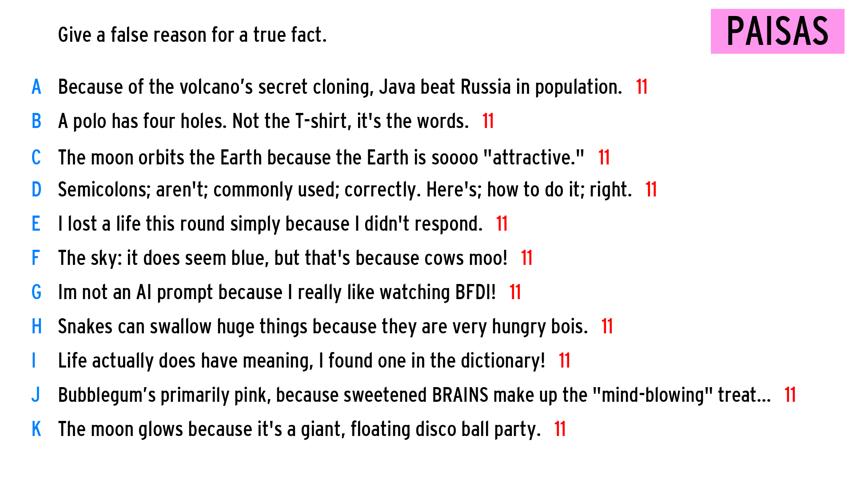 Give a false reason for a true fact.
PAISAS
A Because of the volcano's secret cloning, Java beat Russia in population. 11
B A polo has four holes. Not the T-shirt, it's the words. 11
C The moon orbits the Earth because the Earth is soooo "attractive." 11
D Semicolons; aren't; commonly used; correctly. Here's; how to do it; right. 11
E I lost a life this round simply because I didn't respond. 11
F The sky: it does seem blue, but that's because cows moo! 11
G Im not an AI prompt because I really like watching BFDI! 11
H Snakes can swallow huge things because they are very hungry bois. 11
I Life actually does have meaning, I found one in the dictionary! 11
J Bubblegum's primarily pink, because sweetened BRAINS make up the "mind-blowing" treat... 11
K The moon glows because it's a giant, floating disco ball party. 11